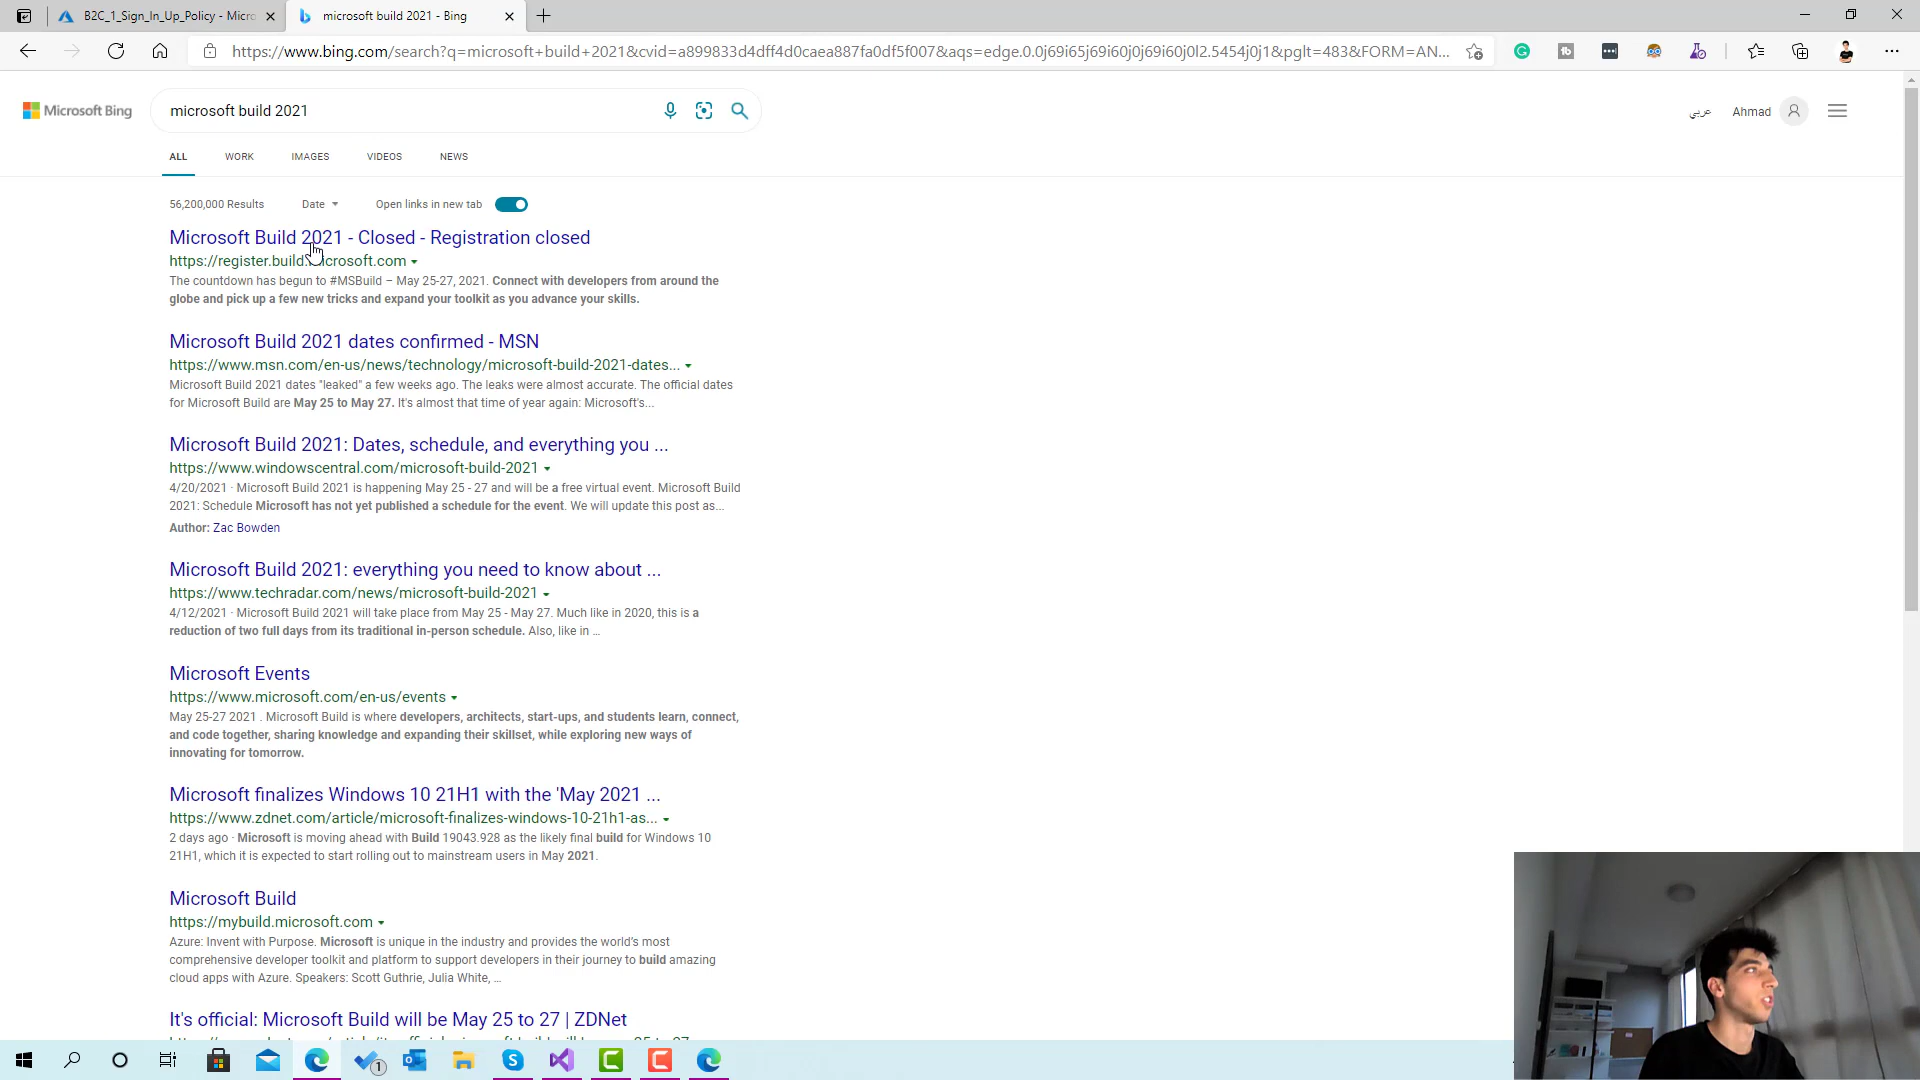 B2C_1_Sign_In_Up_Policy - Micro
microsoft build 2021 - Bing
https://www.bing.com/search?q=microsoft+build+2021&cvid=a899833d4dff4d0caea887fa0df5f007&aqs=edge.0.0j69i65j69i60j0j69i60j0l2.5454j0j1&pglt=483&FORM=AN...
Microsoft Bing
microsoft build 2021
عربي
Ahmad
ALL WORK IMAGES VIDEOS NEWS
56,200,000 Results Date Open links in new tab
Microsoft Build 2021 - Closed - Registration closed
https://register.build.microsoft.com
The countdown has begun to #MSBuild – May 25-27, 2021. Connect with developers from around the
globe and pick up a few new tricks and expand your toolkit as you advance your skills.
Microsoft Build 2021 dates confirmed - MSN
https://www.msn.com/en-us/news/technology/microsoft-build-2021-dates...
Microsoft Build 2021 dates "leaked" a few weeks ago. The leaks were almost accurate. The official dates
for Microsoft Build are May 25 to May 27. It's almost that time of year again: Microsoft's...
Microsoft Build 2021: Dates, schedule, and everything you ...
https://www.windowscentral.com/microsoft-build-2021
4/20/2021 · Microsoft Build 2021 is happening May 25 - 27 and will be a free virtual event. Microsoft Build
2021: Schedule Microsoft has not yet published a schedule for the event. We will update this post as...
Author: Zac Bowden
Microsoft Build 2021: everything you need to know about ...
https://www.techradar.com/news/microsoft-build-2021
4/12/2021 · Microsoft Build 2021 will take place from May 25 - May 27. Much like in 2020, this is a
reduction of two full days from its traditional in-person schedule. Also, like in ...
Microsoft Events
https://www.microsoft.com/en-us/events
May 25-27 2021 . Microsoft Build is where developers, architects, start-ups, and students learn, connect,
and code together, sharing knowledge and expanding their skillset, while exploring new ways of
innovating for tomorrow.
Microsoft finalizes Windows 10 21H1 with the 'May 2021 ...
https://www.zdnet.com/article/microsoft-finalizes-windows-10-21h1-as...
2 days ago · Microsoft is moving ahead with Build 19043.928 as the likely final build for Windows 10
21H1, which it is expected to start rolling out to mainstream users in May 2021.
Microsoft Build
https://mybuild.microsoft.com
Azure: Invent with Purpose. Microsoft is unique in the industry and provides the world's most
comprehensive developer toolkit and platform to support developers in their journey to build amazing
cloud apps with Azure. Speakers: Scott Guthrie, Julia White, ...
It's official: Microsoft Build will be May 25 to 27 | ZDNet
1